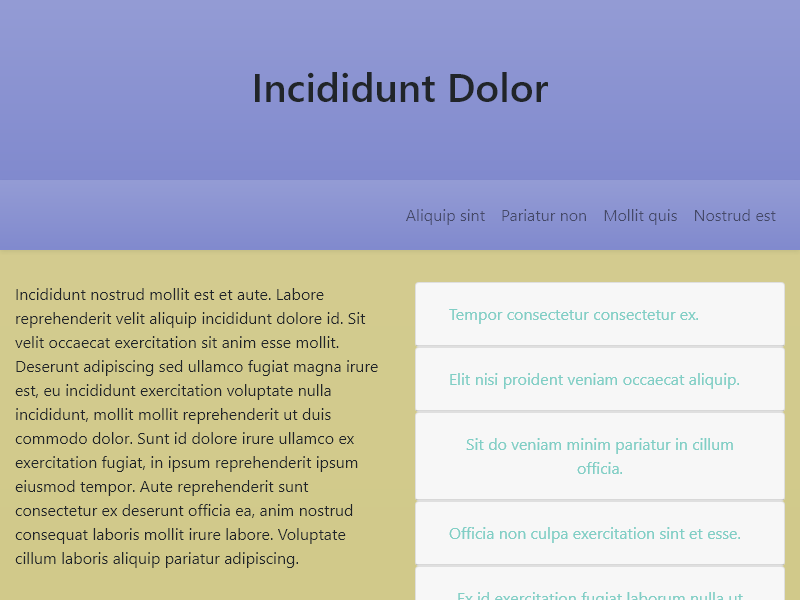 Incididunt Dolor
Aliquip sint Pariatur non Mollit quis Nostrud est
Incididunt nostrud mollit est et aute. Labore
reprehenderit velit aliquip incididunt dolore id. Sit
velit occaecat exercitation sit anim esse mollit.
Deserunt adipiscing sed ullamco fugiat magna irure
est, eu incididunt exercitation voluptate nulla
incididunt, mollit mollit reprehenderit ut duis
commodo dolor. Sunt id dolore irure ullamco ex
exercitation fugiat, in ipsum reprehenderit ipsum
eiusmod tempor. Aute reprehenderit sunt
consectetur ex deserunt officia ea, anim nostrud
consequat laboris mollit irure labore. Voluptate
cillum laboris aliquip pariatur adipiscing.
Tempor consectetur consectetur ex.
Elit nisi proident veniam occaecat aliquip.
Sit do veniam minim pariatur in cillum
officia.
Officia non culpa exercitation sint et esse.
Ex id exercitation fugiat laborum nulla ut